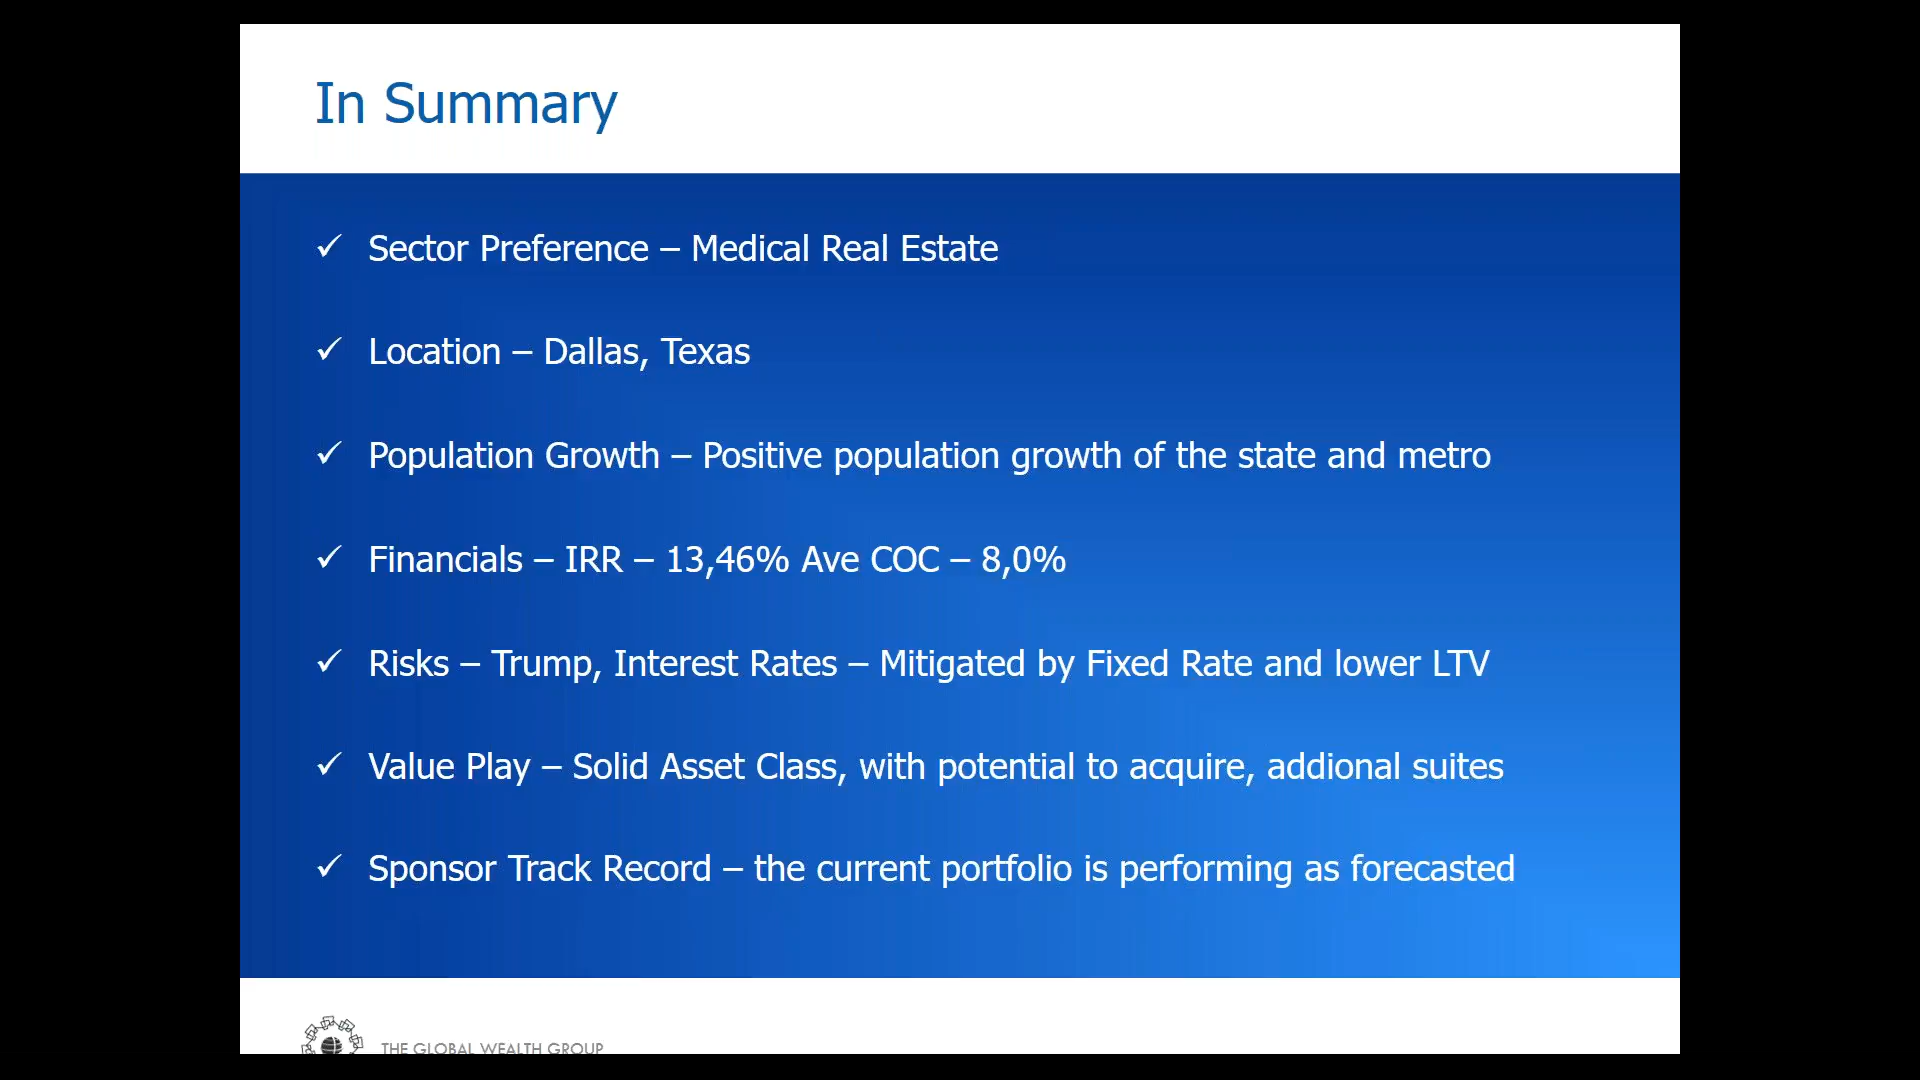 In Summary
✓ Sector Preference – Medical Real Estate
✓ Location – Dallas, Texas
✓ Population Growth – Positive population growth of the state and metro
✓ Financials – IRR – 13,46% Ave COC – 8,0%
✓ Risks – Trump, Interest Rates – Mitigated by Fixed Rate and lower LTV
✓ Value Play – Solid Asset Class, with potential to acquire, addional suites
✓ Sponsor Track Record – the current portfolio is performing as forecasted
THE GLOBAL WEALTH GROUP